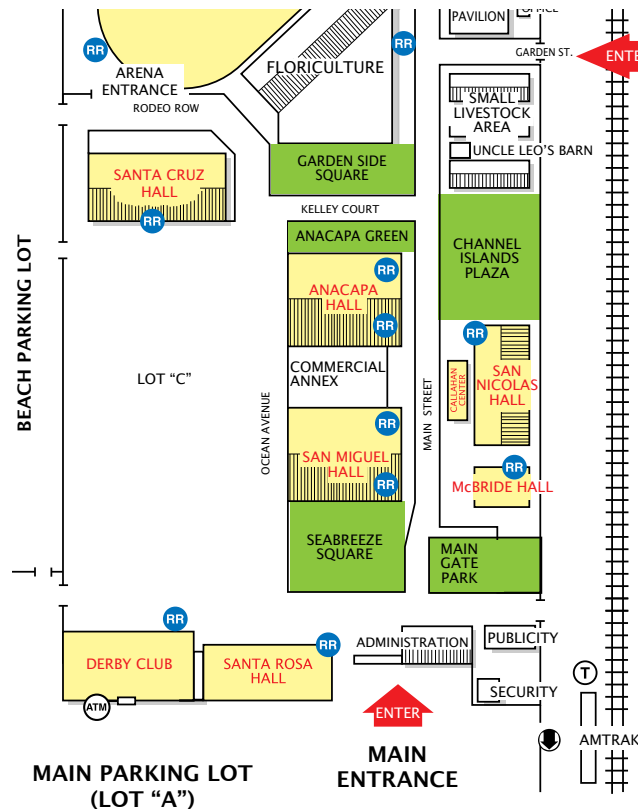 PAVILION
OFFICE
GARDEN ST.
ENTE
RR
RR
ARENA
ENTRANCE
RODEO ROW
FLORICULTURE
SMALL
LIVESTOCK
AREA
UNCLE LEO'S BARN
SANTA CRUZ
HALL
RR
GARDEN SIDE
SQUARE
KELLEY COURT
ANACAPA GREEN
CHANNEL
ISLANDS
PLAZA
BEACH PARKING LOT
LOT "C"
OCEAN AVENUE
RR
ANACAPA
HALL
RR
COMMERCIAL
ANNEX
MAIN STREET
RR
CALLAHAN
CENTER
SAN
NICOLAS
HALL
RR
SAN MIGUEL
HALL
RR
RR
McBRIDE HALL
SEABREEZE
SQUARE
MAIN
GATE
PARK
RR
DERBY CLUB
RR
SANTA ROSA
HALL
ATM
ADMINISTRATION
PUBLICITY
SECURITY
ENTER
T
AMTRAK
MAIN
ENTRANCE
MAIN PARKING LOT
(LOT "A")